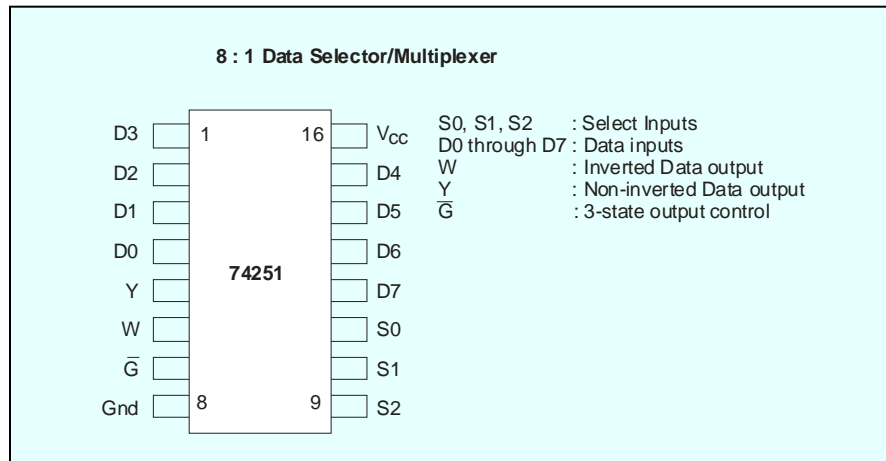 8 : 1 Data Selector/Multiplexer
D3 1 16 VCC
D2 D4
D1 D5
D0 D6
74251
Y D7
W S0
G̅ S1
Gnd 8 9 S2
S0, S1, S2 : Select Inputs
D0 through D7 : Data inputs
W : Inverted Data output
Y : Non-inverted Data output
G̅ : 3-state output control